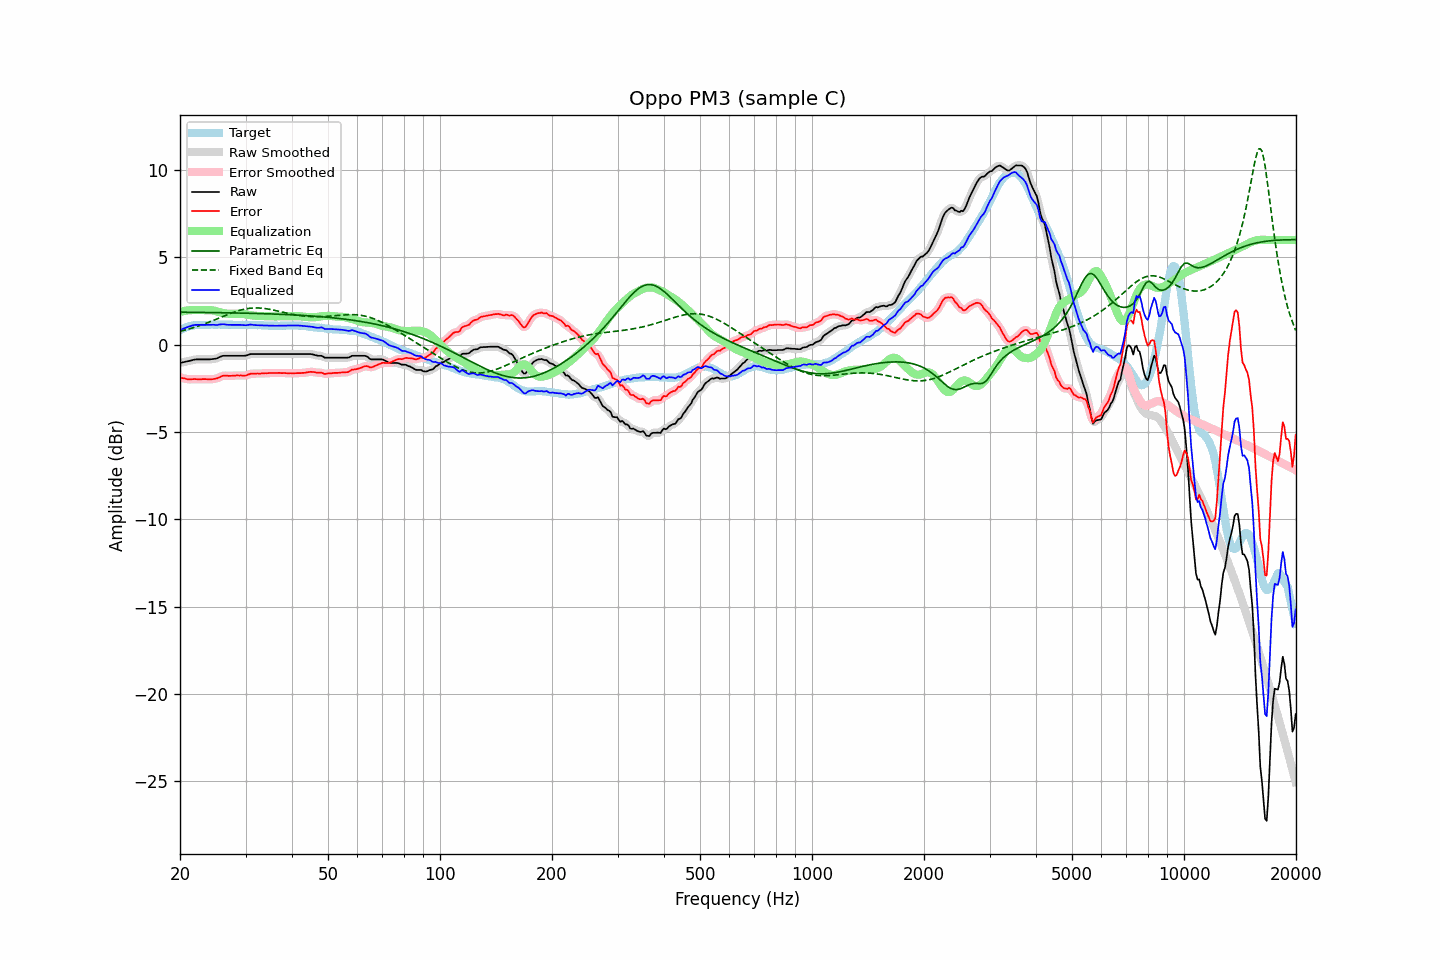 Oppo PM3 (sample C)
Target
Raw Smoothed
Error Smoothed
Raw
Error
Equalization
Parametric Eq
Fixed Band Eq
Equalized
10
5
0
−5
−10
−15
−20
−25
Amplitude (dBr)
20 50 100 200 500 1000 2000 5000 10000 20000
Frequency (Hz)